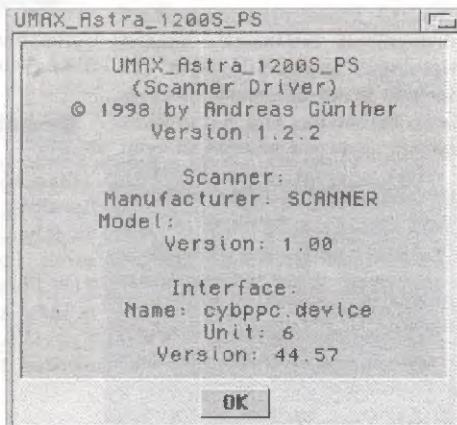 UMAX_Astra_1200S_PS
UMAX_Astra_1200S_PS
(Scanner Driver)
© 1998 by Andreas Günther
Version 1.2.2
Scanner:
Manufacturer: SCANNER
Model:
Version: 1.00
Interface:
Name: cybppc.device
Unit: 6
Version: 44.57
OK